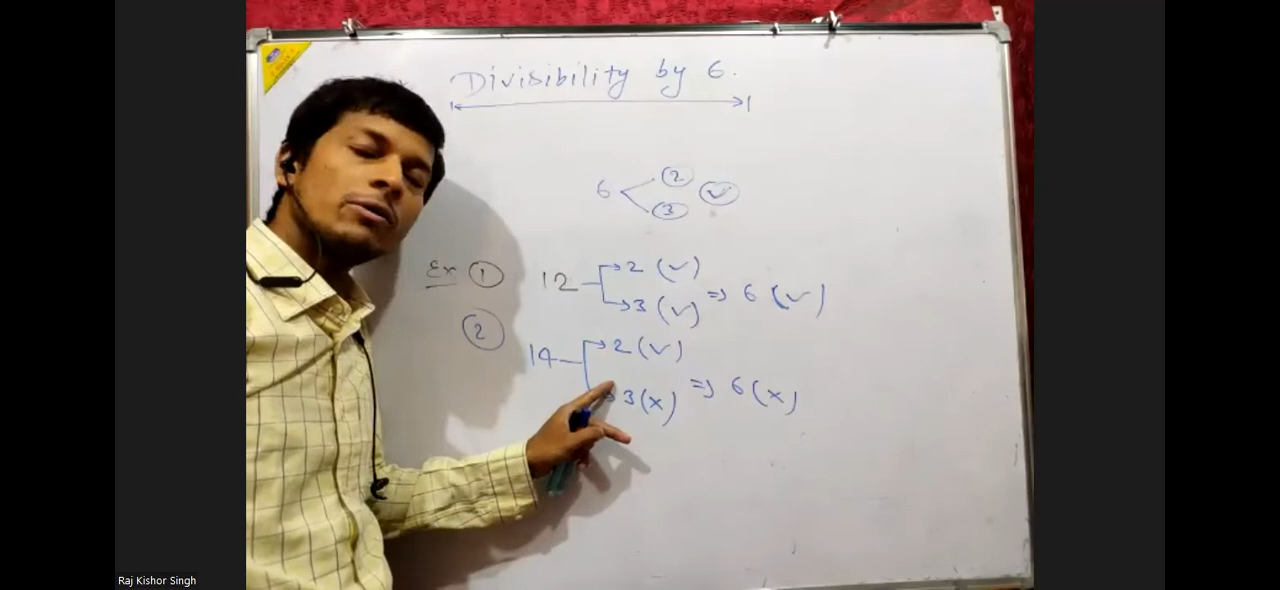 Divisibility by 6.
6 2 ✓
3
Ex 1 12 2 (✓)
3 (✓) ⇒ 6 (✓)
2 14 2 (✓)
3 (x) ⇒ 6 (x)
Raj Kishor Singh